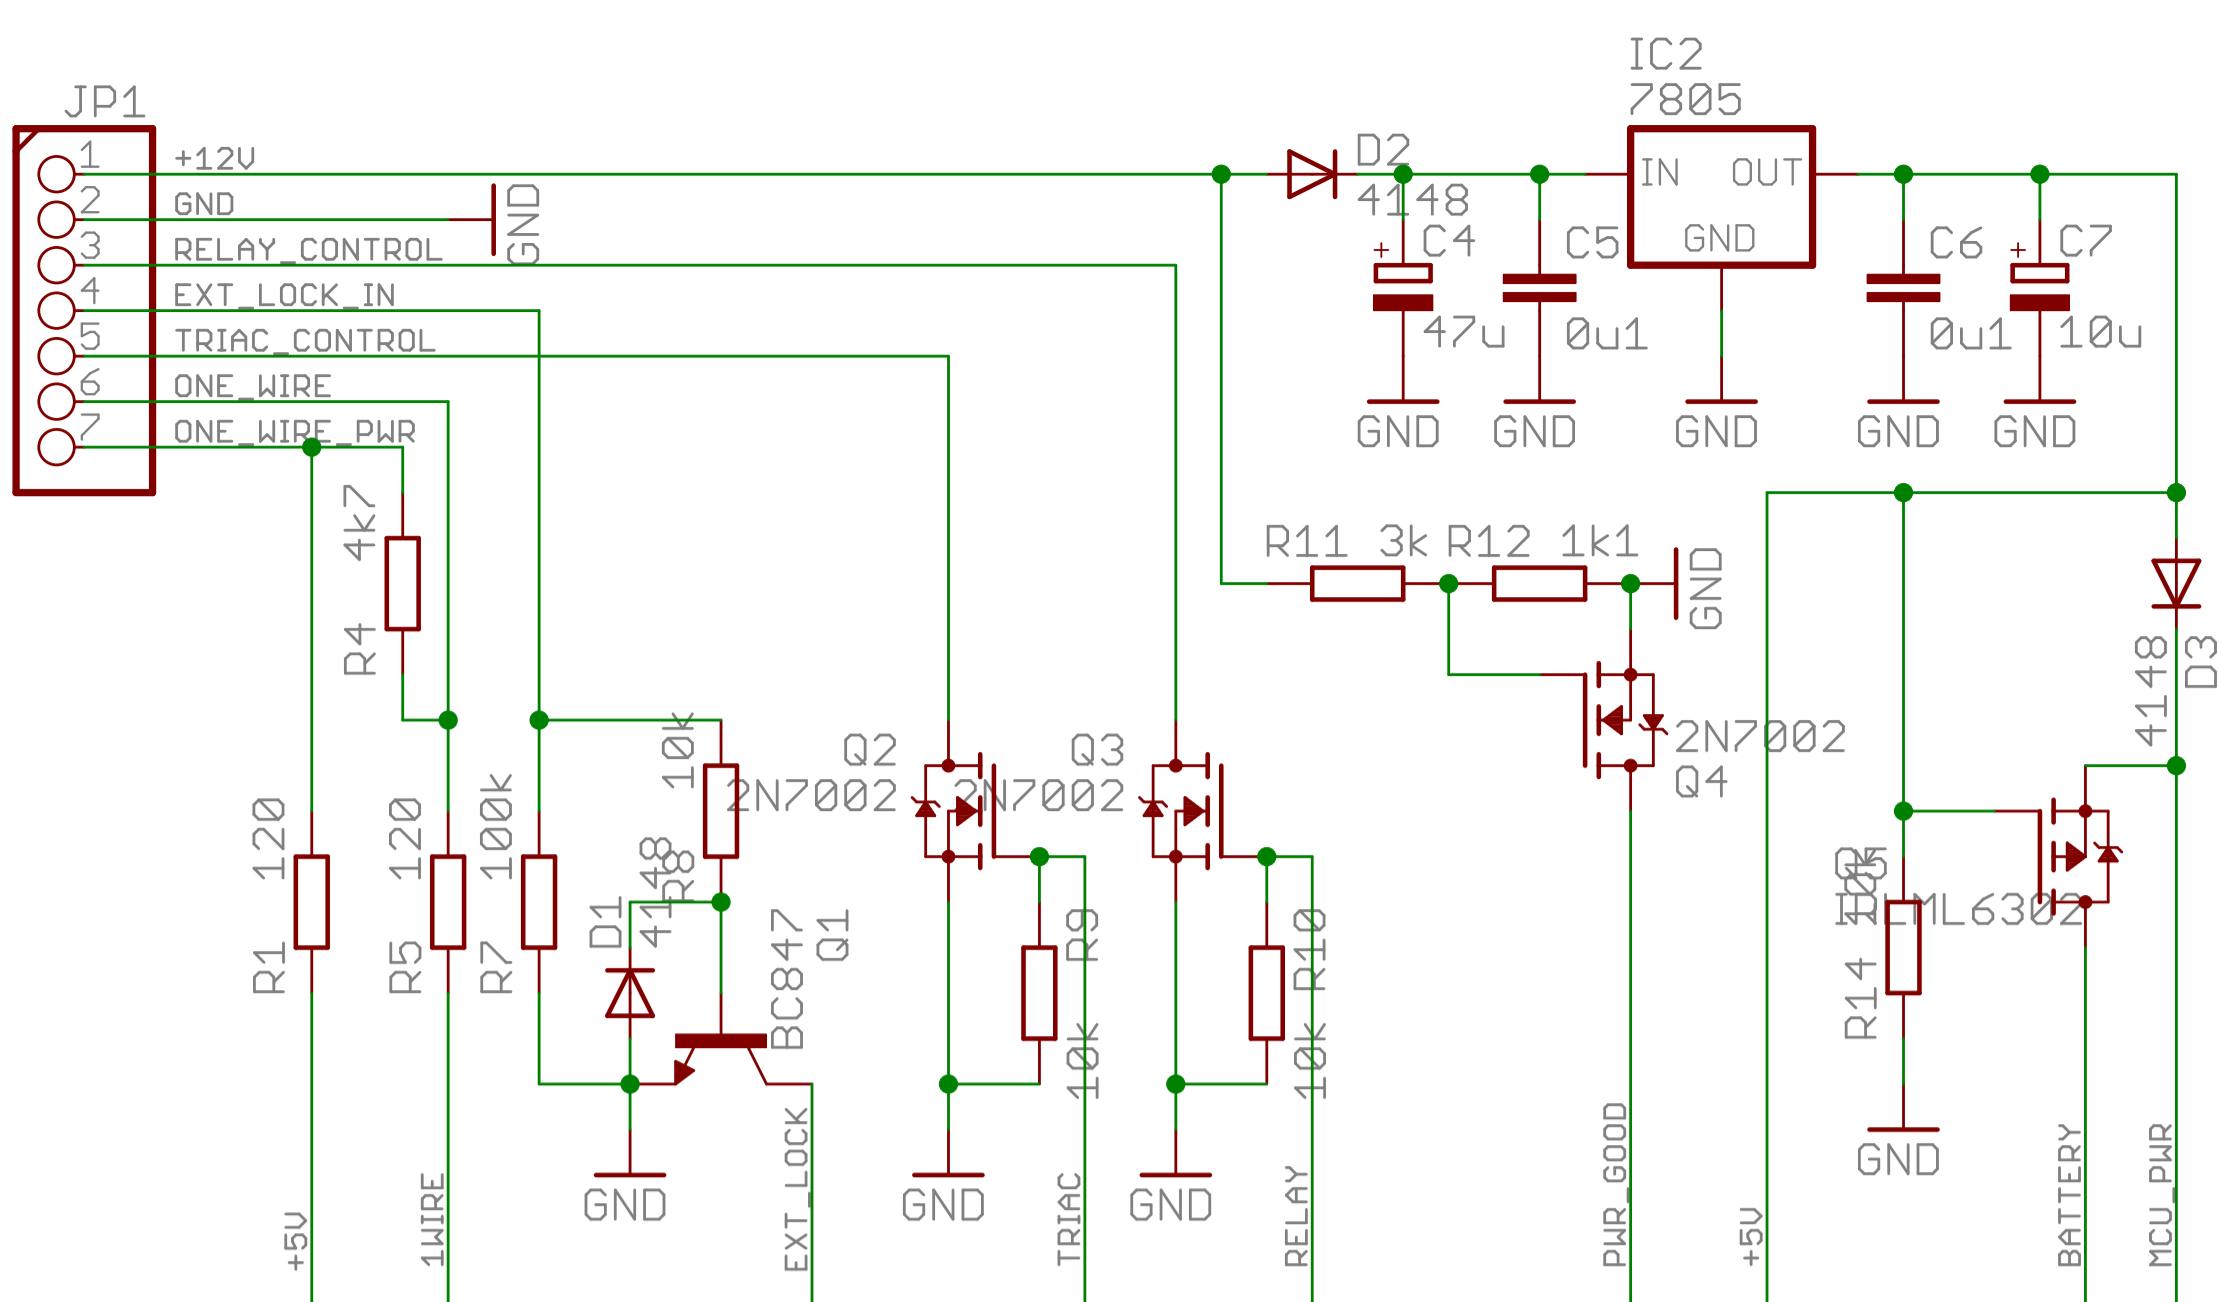 JP1
1
+12V
2
GND
3
RELAY_CONTROL
4
EXT_LOCK_IN
5
TRIAC_CONTROL
6
ONE_WIRE
7
ONE_WIRE_PWR
GND
D2
4148
IC2
7805
IN
OUT
GND
+
C4
47u
C5
0u1
C6
0u1
+
C7
10u
GND
GND
GND
GND
GND
R11
3k
R12
1k1
GND
R4
4k7
4148
D3
2N7002
Q4
Q2
2N7002
Q3
2N7002
R1
120
R5
120
R7
100k
R8
10k
D1
4148
BC847
Q1
R9
10k
R10
10k
Q5
IRLML6302
R14
GND
GND
GND
GND
+5V
1WIRE
EXT_LOCK
TRIAC
RELAY
PWR_GOOD
+5V
BATTERY
MCU_PWR